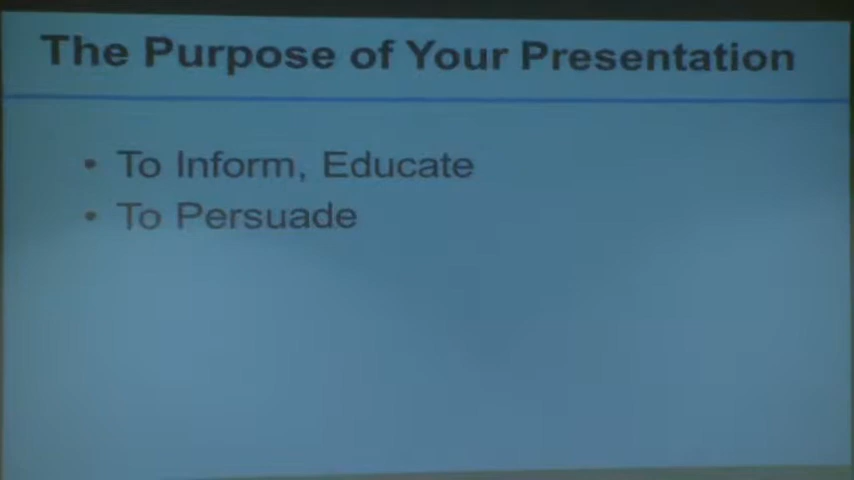 The Purpose of Your Presentation
• To Inform, Educate
• To Persuade